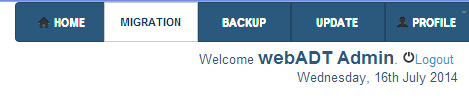 HOME MIGRATION BACKUP UPDATE PROFILE
Welcome webADT Admin. Logout
Wednesday, 16th July 2014